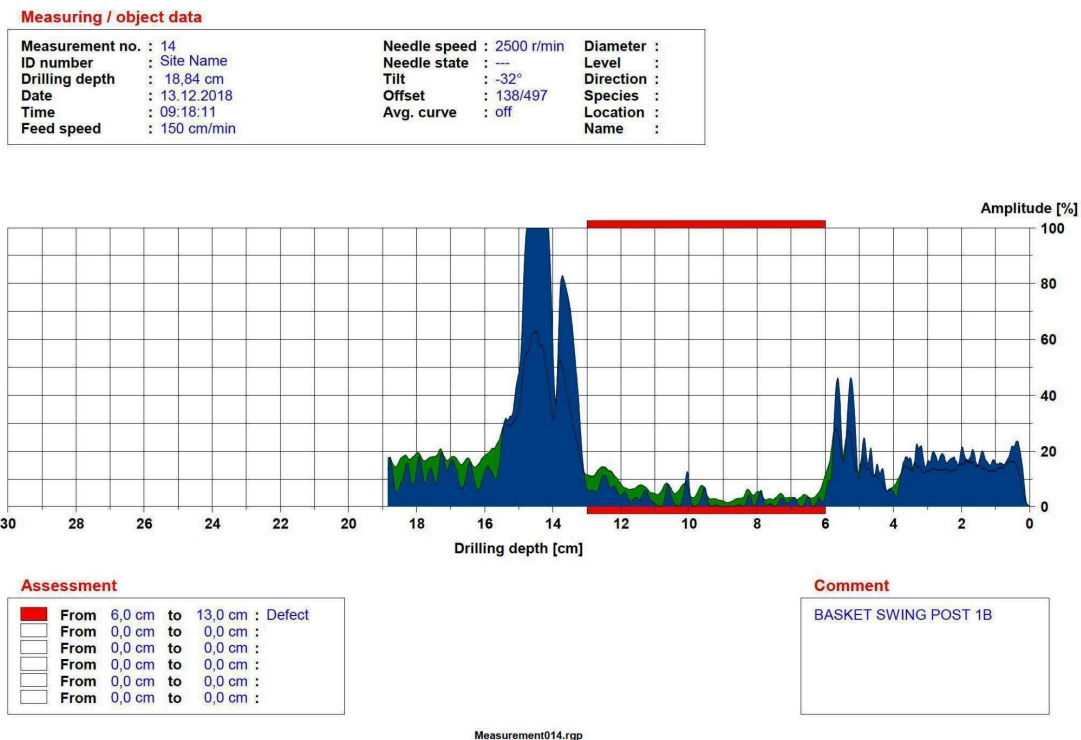 Measuring / object data
Measurement no. : 14 Needle speed : 2500 r/min Diameter :
ID number : Site Name Needle state : --- Level :
Drilling depth : 18,84 cm Tilt : -32° Direction :
Date : 13.12.2018 Offset : 138/497 Species :
Time : 09:18:11 Avg. curve : off Location :
Feed speed : 150 cm/min Name :
Amplitude [%]
100
80
60
40
20
0
30 28 26 24 22 20 18 16 14 12 10 8 6 4 2 0
Drilling depth [cm]
Assessment
From 6,0 cm to 13,0 cm : Defect
From 0,0 cm to 0,0 cm :
From 0,0 cm to 0,0 cm :
From 0,0 cm to 0,0 cm :
From 0,0 cm to 0,0 cm :
From 0,0 cm to 0,0 cm :
Comment
BASKET SWING POST 1B
Measurement014.rgp